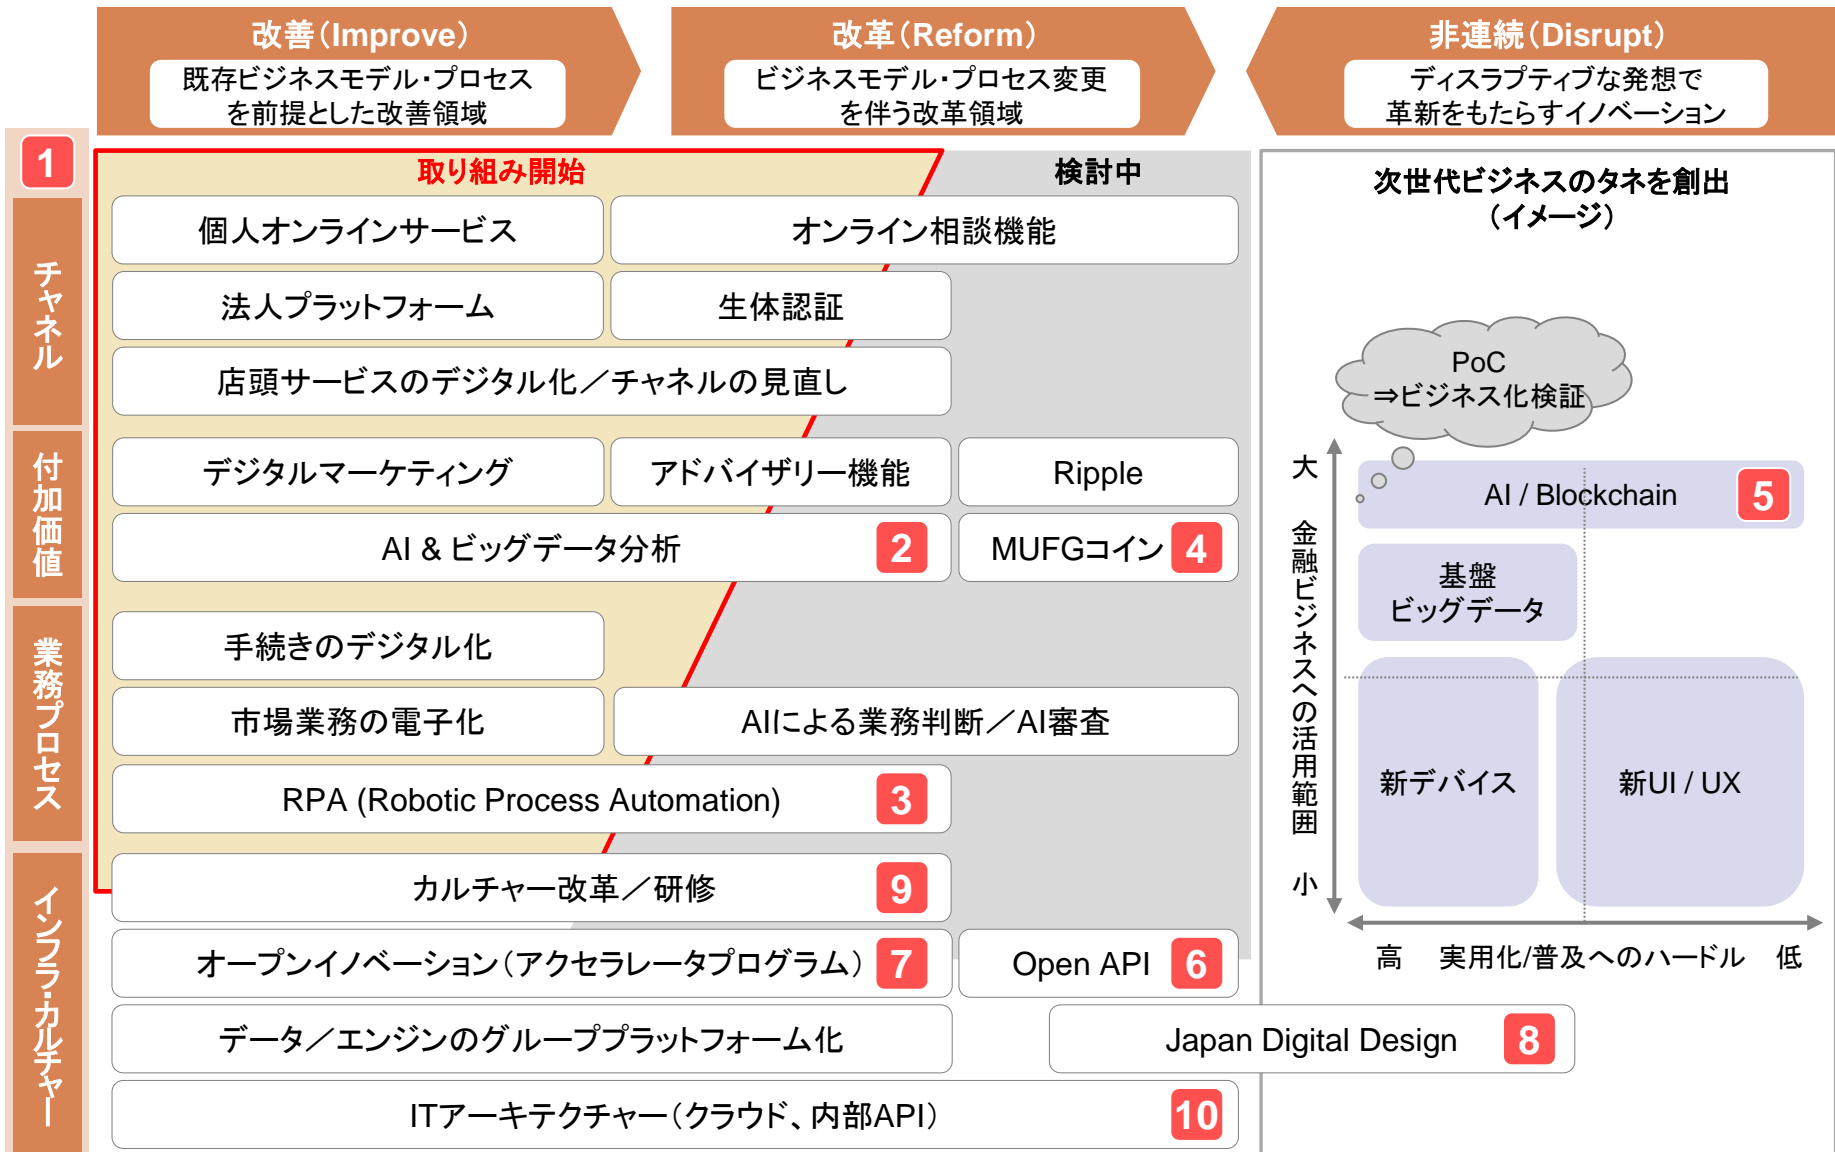 改善（Improve）
既存ビジネスモデル・プロセス
を前提とした改善領域
改革（Reform）
ビジネスモデル・プロセス変更
を伴う改革領域
非連続（Disrupt）
ディスラプティブな発想で
革新をもたらすイノベーション
1
取り組み開始
検討中
チャネル
個人オンラインサービス
オンライン相談機能
法人プラットフォーム
生体認証
店頭サービスのデジタル化／チャネルの見直し
付加価値
デジタルマーケティング
アドバイザリー機能
Ripple
AI & ビッグデータ分析
2
MUFGコイン
4
業務プロセス
手続きのデジタル化
市場業務の電子化
AIによる業務判断／AI審査
RPA (Robotic Process Automation)
3
インフラ・カルチャー
カルチャー改革／研修
9
オープンイノベーション（アクセラレータプログラム）
7
Open API
6
データ／エンジンのグループプラットフォーム化
Japan Digital Design
8
ITアーキテクチャー（クラウド、内部API）
10
次世代ビジネスのタネを創出
（イメージ）
PoC
⇒ビジネス化検証
大 金融ビジネスへの活用範囲 小
AI / Blockchain
5
基盤
ビッグデータ
新デバイス
新UI / UX
高 実用化/普及へのハードル 低